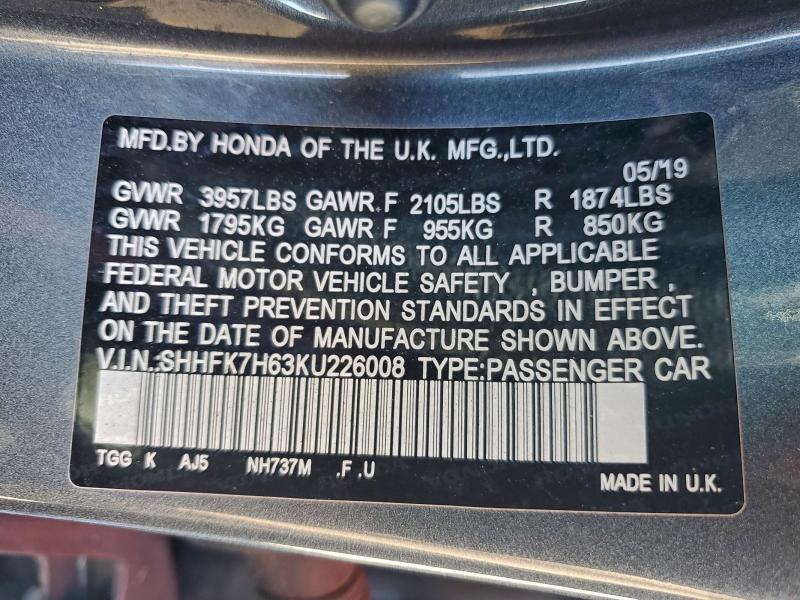 MFD.BY HONDA OF THE U.K. MFG.,LTD.
05/19
GVWR 3957LBS GAWR.F 2105LBS R 1874LBS
GVWR 1795KG GAWR F 955KG R 850KG
THIS VEHICLE CONFORMS TO ALL APPLICABLE
FEDERAL MOTOR VEHICLE SAFETY , BUMPER ,
AND THEFT PREVENTION STANDARDS IN EFFECT
ON THE DATE OF MANUFACTURE SHOWN ABOVE.
V.I.N.:SHHFK7H63KU226008 TYPE:PASSENGER CAR
TGG K AJ5 NH737M .F .U
MADE IN U.K.